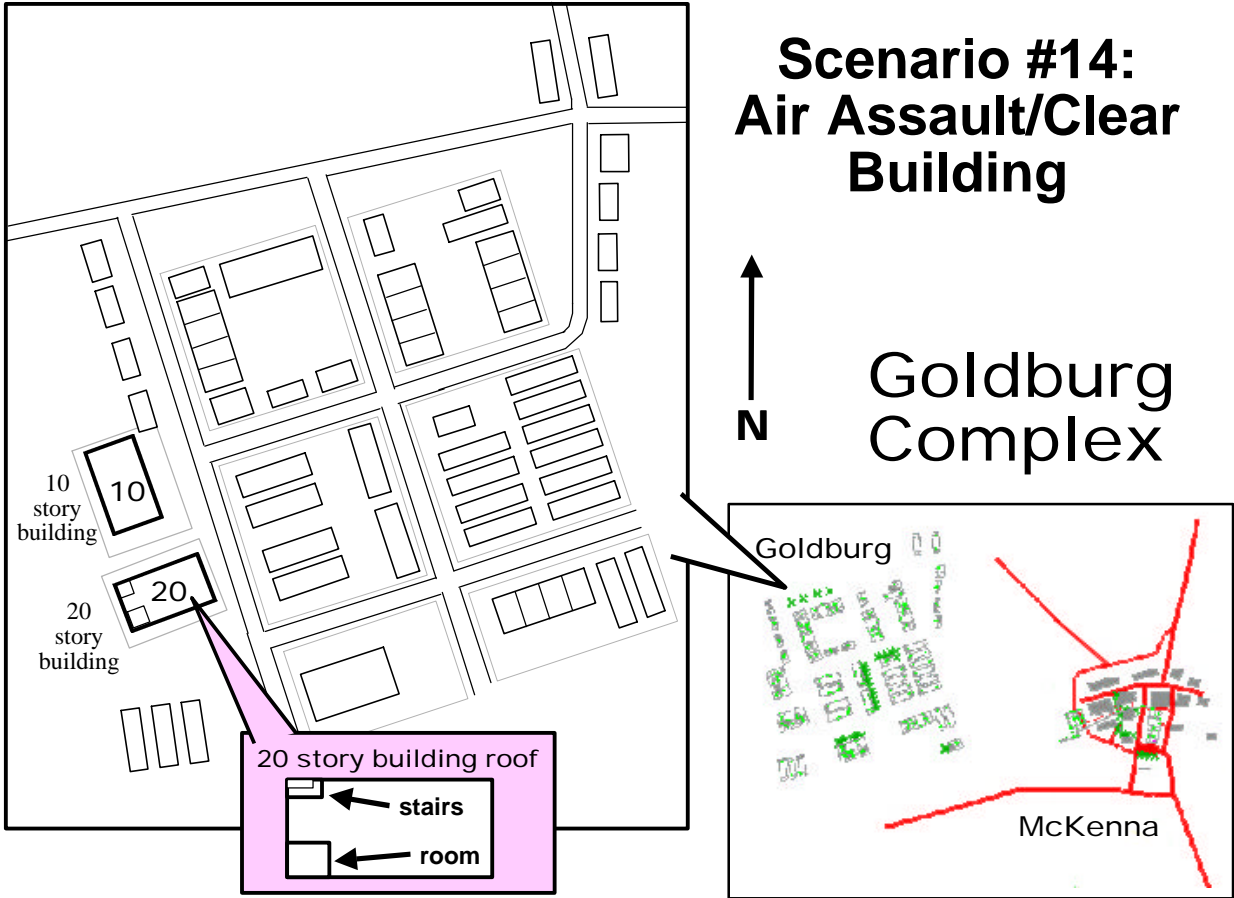 Scenario #14:
Air Assault/Clear
Building
N
Goldburg
Complex
10
story
building
10
20
story
building
20
20 story building roof
stairs
room
Goldburg
McKenna